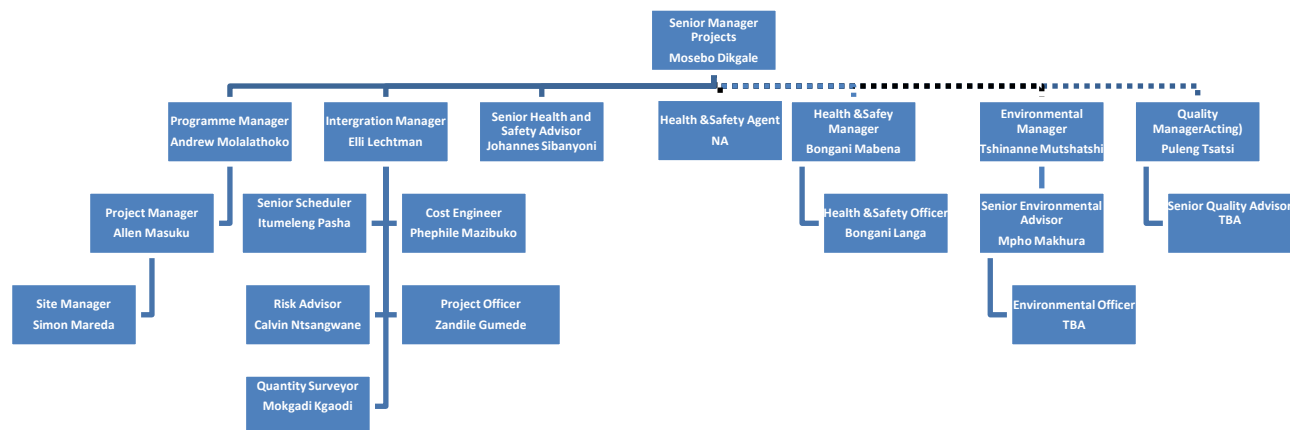 Senior Manager
Projects
Mosebo Dikgale
Programme Manager
Andrew Molalathoko
Intergration Manager
Elli Lechtman
Senior Health and
Safety Advisor
Johannes Sibanyoni
Health &Safety Agent
NA
Health &Safey
Manager
Bongani Mabena
Environmental
Manager
Tshinanne Mutshatshi
Quality
ManagerActing)
Puleng Tsatsi
Project Manager
Allen Masuku
Senior Scheduler
Itumeleng Pasha
Cost Engineer
Phephile Mazibuko
Health &Safety Officer
Bongani Langa
Senior Environmental
Advisor
Mpho Makhura
Senior Quality Advisor
TBA
Site Manager
Simon Mareda
Risk Advisor
Calvin Ntsangwane
Project Officer
Zandile Gumede
Environmental Officer
TBA
Quantity Surveyor
Mokgadi Kgaodi